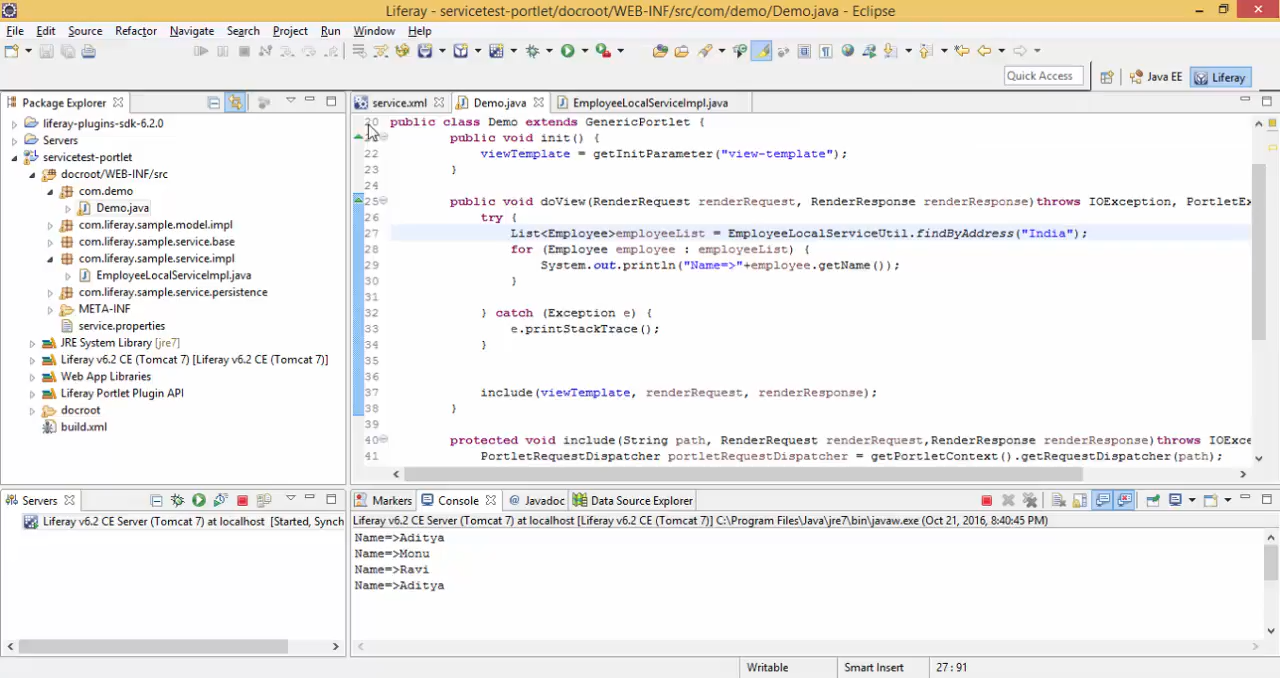 Liferay - servicetest-portlet/docroot/WEB-INF/src/com/demo/Demo.java - Eclipse
File Edit Source Refactor Navigate Search Project Run Window Help
Quick Access Java EE Liferay
Package Explorer
liferay-plugins-sdk-6.2.0
Servers
servicetest-portlet
docroot/WEB-INF/src
com.demo
Demo.java
com.liferay.sample.model.impl
com.liferay.sample.service.base
com.liferay.sample.service.impl
EmployeeLocalServiceImpl.java
com.liferay.sample.service.persistence
META-INF
service.properties
JRE System Library [jre7]
Liferay v6.2 CE (Tomcat 7) [Liferay v6.2 CE (Tomcat 7)]
Web App Libraries
Liferay Portlet Plugin API
docroot
build.xml
service.xml Demo.java EmployeeLocalServiceImpl.java
20 public class Demo extends GenericPortlet {
public void init() {
22 viewTemplate = getInitParameter("view-template");
23 }
24
25 public void doView(RenderRequest renderRequest, RenderResponse renderResponse)throws IOException, PortletEx
26 try {
27 List<Employee>employeeList = EmployeeLocalServiceUtil.findByAddress("India");
28 for (Employee employee : employeeList) {
29 System.out.println("Name=>"+employee.getName());
30 }
31
32 } catch (Exception e) {
33 e.printStackTrace();
34 }
35
36
37 include(viewTemplate, renderRequest, renderResponse);
38 }
39
40 protected void include(String path, RenderRequest renderRequest,RenderResponse renderResponse)throws IOExce
41 PortletRequestDispatcher portletRequestDispatcher = getPortletContext().getRequestDispatcher(path);
Servers
Liferay v6.2 CE Server (Tomcat 7) at localhost [Started, Synch
Markers Console Javadoc Data Source Explorer
Liferay v6.2 CE Server (Tomcat 7) at localhost [Liferay v6.2 CE (Tomcat 7)] C:\Program Files\Java\jre7\bin\javaw.exe (Oct 21, 2016, 8:40:45 PM)
Name=>Aditya
Name=>Monu
Name=>Ravi
Name=>Aditya
Writable Smart Insert 27 : 91